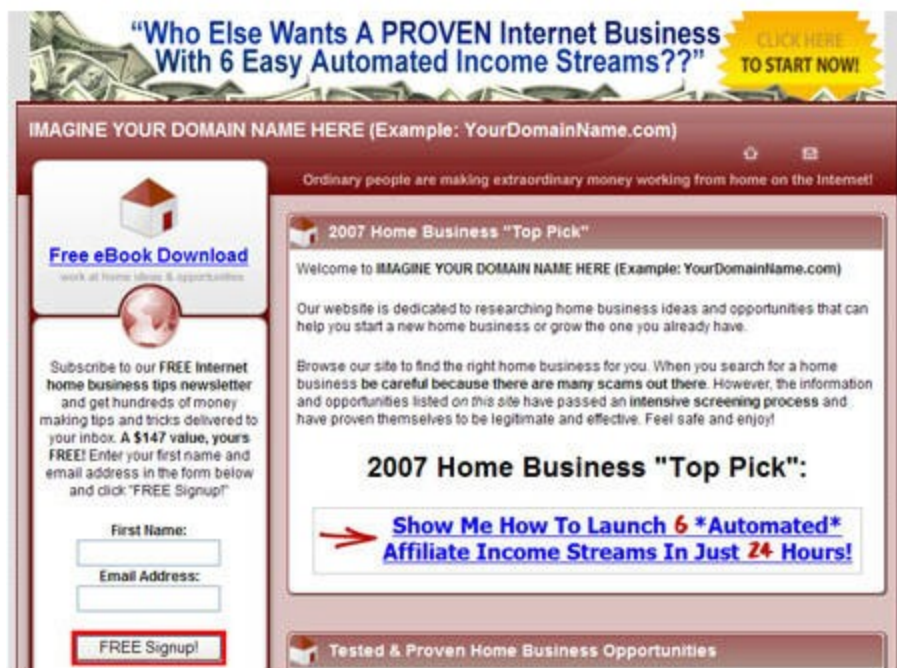 “Who Else Wants A PROVEN Internet Business
With 6 Easy Automated Income Streams??”
CLICK HERE
TO START NOW!
IMAGINE YOUR DOMAIN NAME HERE (Example: YourDomainName.com)
Ordinary people are making extraordinary money working from home on the Internet!
Free eBook Download
work at home ideas & opportunities
Subscribe to our FREE Internet
home business tips newsletter
and get hundreds of money
making tips and tricks delivered to
your inbox. A $147 value, yours
FREE! Enter your first name and
email address in the form below
and click "FREE Signup!"
First Name:
Email Address:
FREE Signup!
2007 Home Business "Top Pick"
Welcome to IMAGINE YOUR DOMAIN NAME HERE (Example: YourDomainName.com)
Our website is dedicated to researching home business ideas and opportunities that can
help you start a new home business or grow the one you already have.
Browse our site to find the right home business for you. When you search for a home
business be careful because there are many scams out there. However, the information
and opportunities listed on this site have passed an intensive screening process and
have proven themselves to be legitimate and effective. Feel safe and enjoy!
2007 Home Business "Top Pick":
Show Me How To Launch 6 *Automated*
Affiliate Income Streams In Just 24 Hours!
Tested & Proven Home Business Opportunities